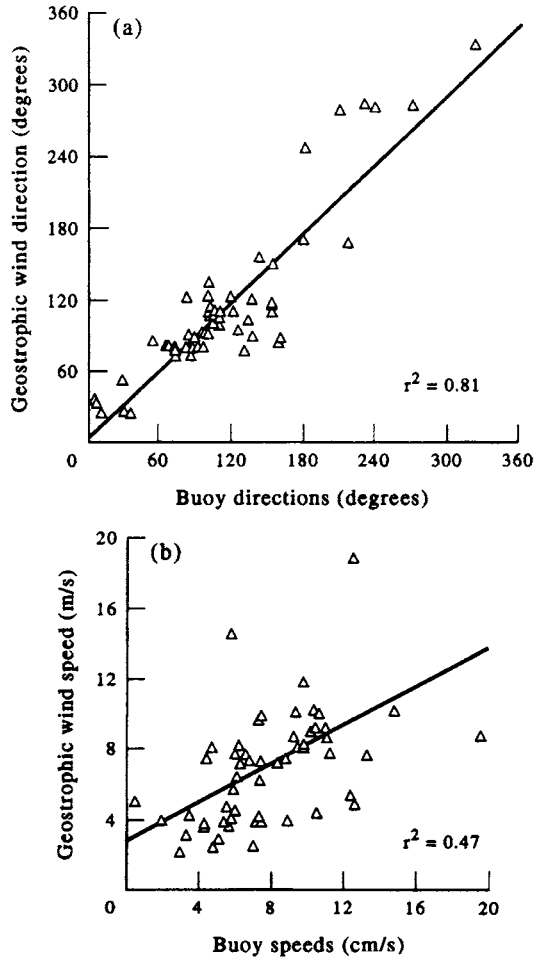 (a)
Geostrophic wind direction (degrees)
360
300
240
180
120
60
0
60 120 180 240 300 360
r² = 0.81
Buoy directions (degrees)
(b)
Geostrophic wind speed (m/s)
20
16
12
8
4
0
4 8 12 16 20
r² = 0.47
Buoy speeds (cm/s)